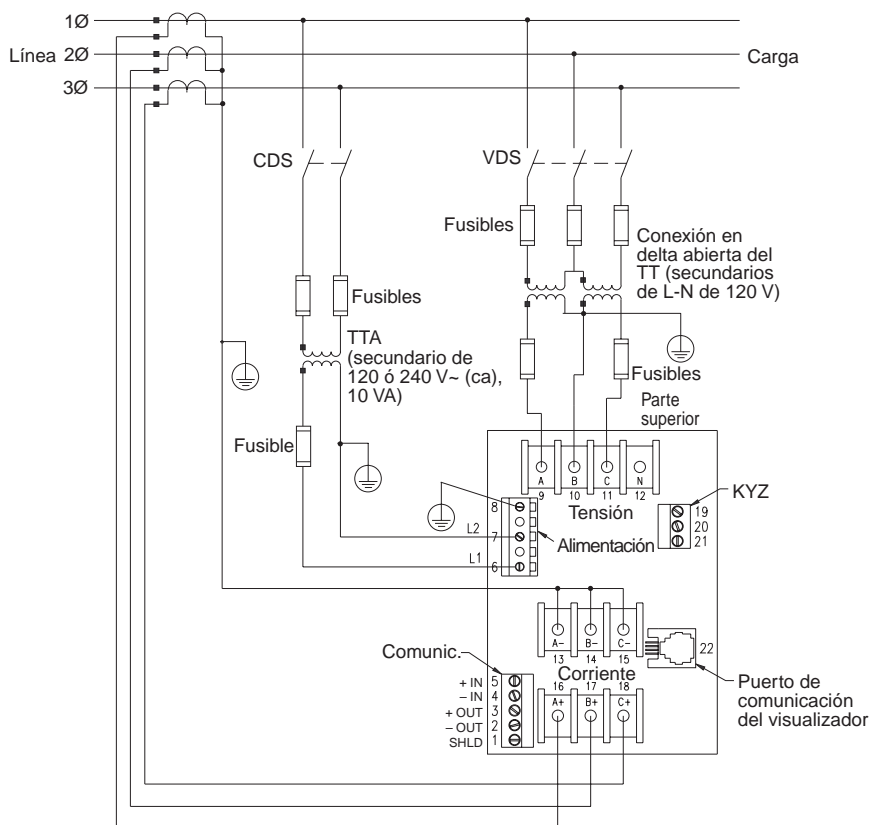 1Ø
Línea 2Ø
Carga
3Ø
CDS
VDS
Fusibles
Conexión en
delta abierta del
TT (secundarios
de L-N de 120 V)
Fusibles
TTA
(secundario de
120 ó 240 V~ (ca),
10 VA)
Fusibles
Fusible
Parte
superior
A B C N
9 10 11 12
Tensión
KYZ
19
20
21
8
L2 7
L1 6
Alimentación
A– B– C–
13 14 15
22
Comunic.
Corriente
16 17 18
A+ B+ C+
+ IN 5
– IN 4
+ OUT 3
– OUT 2
SHLD 1
Puerto de
comunicación
del visualizador